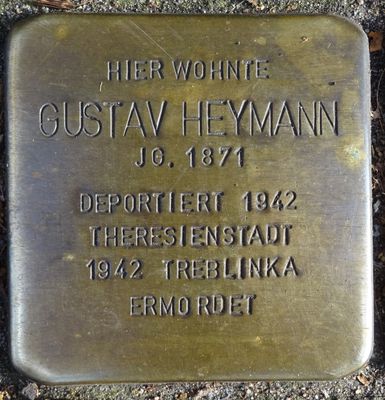 HIER WOHNTE
GUSTAV HEYMANN
JG. 1871
DEPORTIERT 1942
THERESIENSTADT
1942 TREBLINKA
ERMORDET